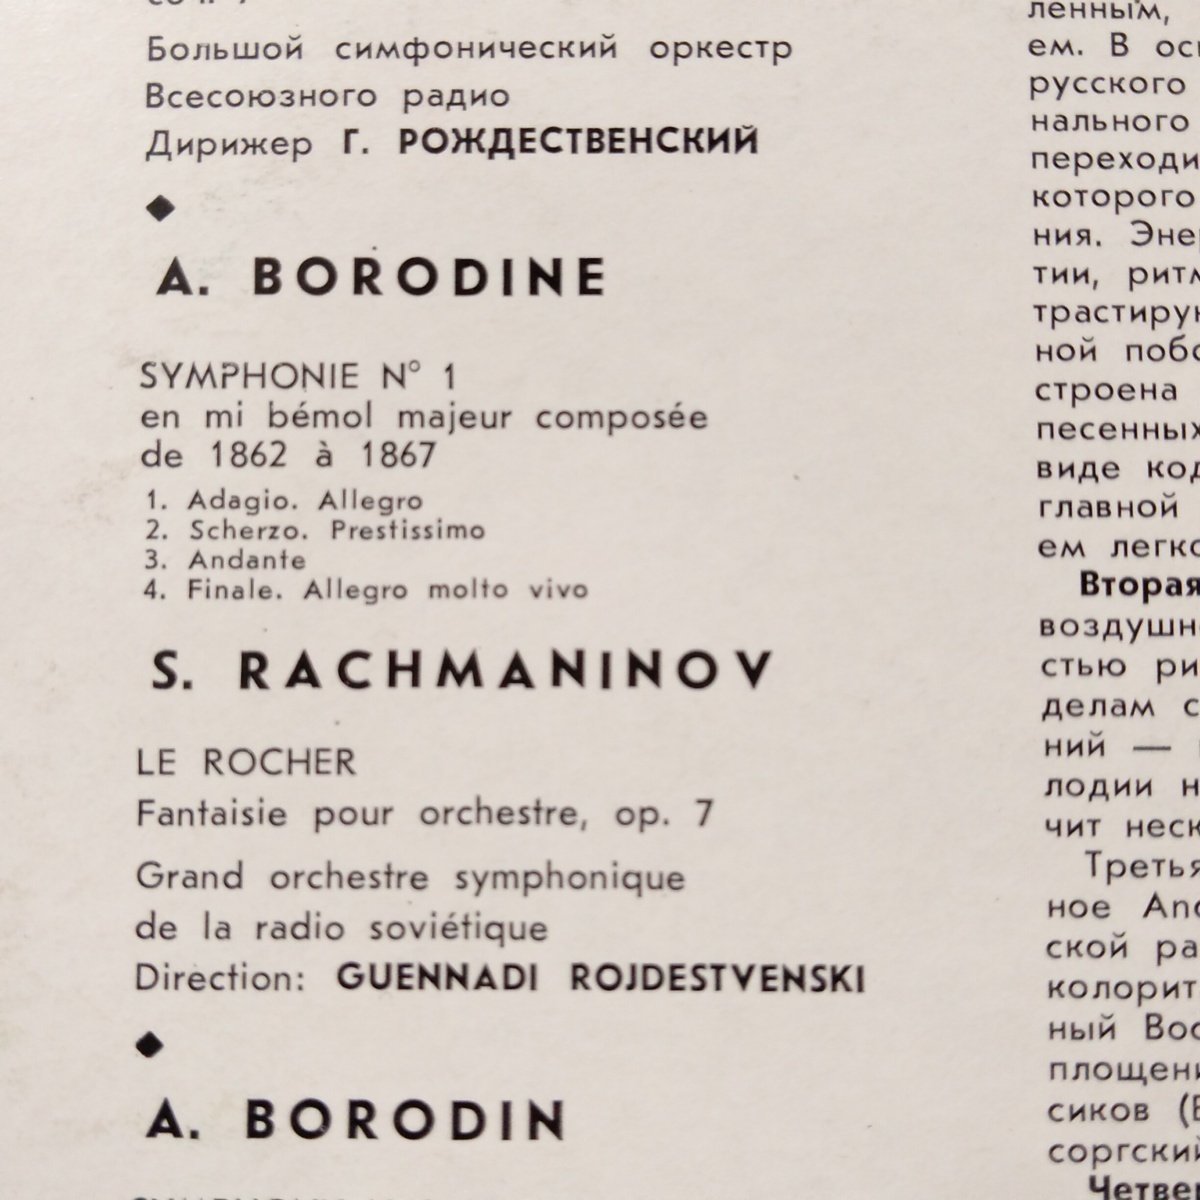 Большой симфонический оркестр
Всесоюзного радио
Дирижер Г. РОЖДЕСТВЕНСКИЙ
A. BORODINE
SYMPHONIE N° 1
en mi bémol majeur composée
de 1862 à 1867
1. Adagio. Allegro
2. Scherzo. Prestissimo
3. Andante
4. Finale. Allegro molto vivo
S. RACHMANINOV
LE ROCHER
Fantaisie pour orchestre, op. 7
Grand orchestre symphonique
de la radio soviétique
Direction: GUENNADI ROJDESTVENSKI
A. BORODIN
ленным,
ем. В
русского
нального
которого
ния.
тии,
ной
строена
песенных
виде
главной
ем
Вторая
стью
делам
ний —
лодии
чит
Третья
ное
ской
колорит
ный
сиков